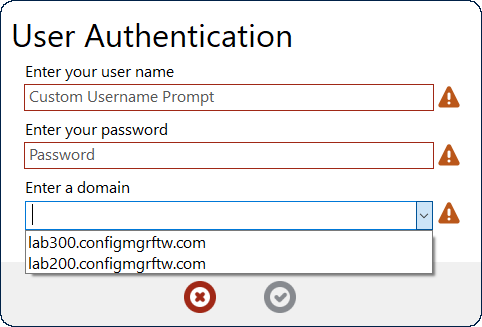 User Authentication
Enter your user name
Custom Username Prompt
Enter your password
Password
Enter a domain
lab300.configmgrftw.com
lab200.configmgrftw.com